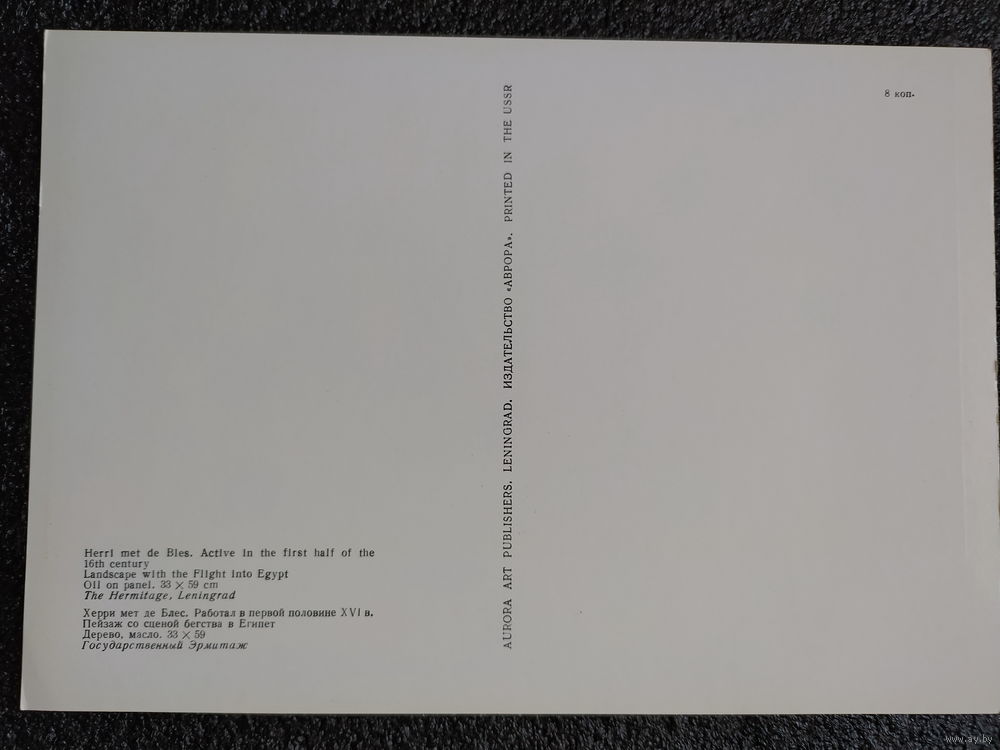 8 коп.
AURORA ART PUBLISHERS. LENINGRAD. ИЗДАТЕЛЬСТВО «АВРОРА». PRINTED IN THE USSR
Herri met de Bles. Active in the first half of the
16th century
Landscape with the Flight into Egypt
Oil on panel. 33 × 59 cm
The Hermitage, Leningrad
Херри мет де Блес. Работал в первой половине XVI в.
Пейзаж со сценой бегства в Египет
Дерево, масло. 33 × 59
Государственный Эрмитаж
www.ay.by